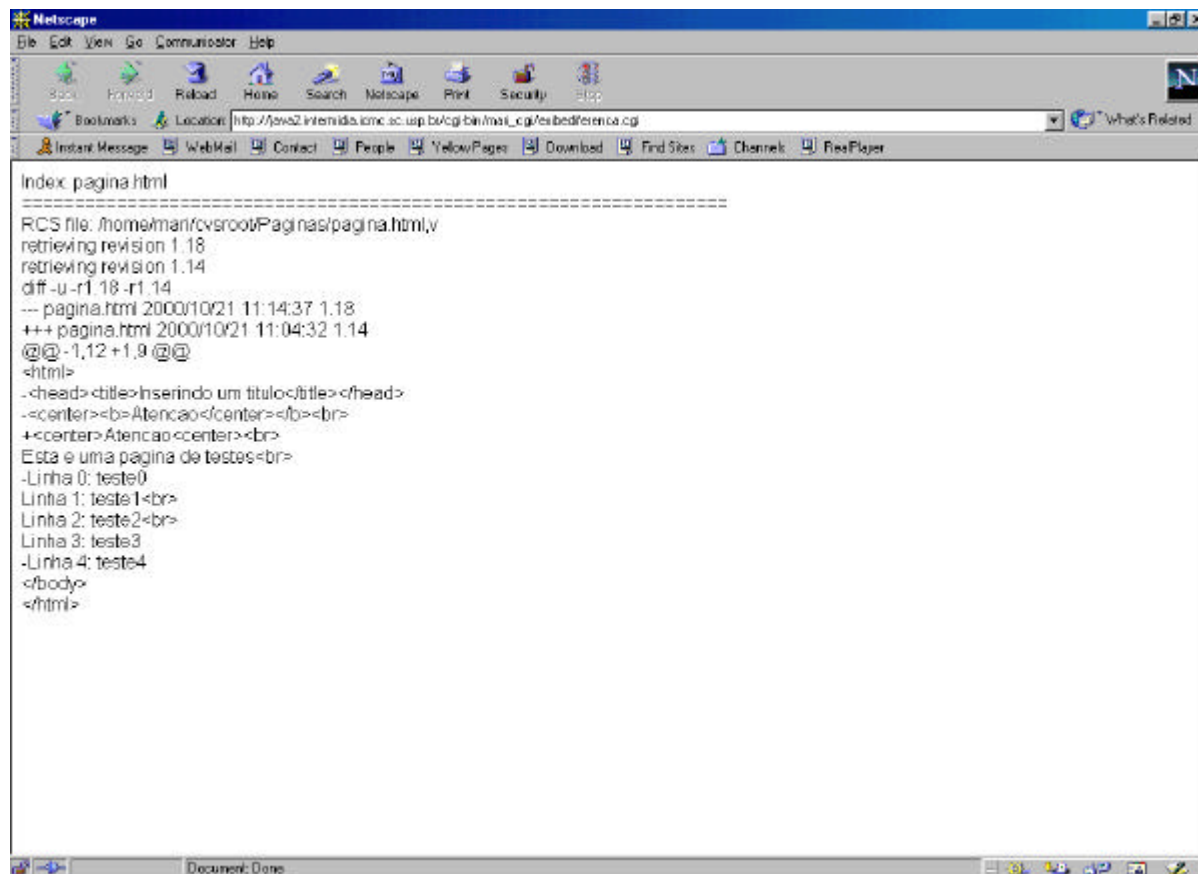 Netscape
File Edit View Go Communicator Help
Back Forward Reload Home Search Netscape Print Security Stop
Bookmarks Location: http://java2.intermidia.icmc.sc.usp.br/cgi-bin/mari_cgi/exibediferenca.cgi What's Related
Instant Message WebMail Contact People Yellow Pages Download Find Sites Channels RealPlayer
Index: pagina.html
===================================================================
RCS file: /home/mari/cvsroot/Paginas/pagina.html,v
retrieving revision 1.18
retrieving revision 1.14
diff -u -r1.18 -r1.14
--- pagina.html 2000/10/21 11:14:37 1.18
+++ pagina.html 2000/10/21 11:04:32 1.14
@@ -1,12 +1,9 @@
<html>
-<head><title>Inserindo um titulo</title></head>
-<center><b>Atencao</center></b><br>
+<center>Atencao<center><br>
Esta e uma pagina de testes<br>
-Linha 0: teste0
Linha 1: teste1<br>
Linha 2: teste2<br>
Linha 3: teste3
-Linha 4: teste4
</body>
</html>
Document: Done